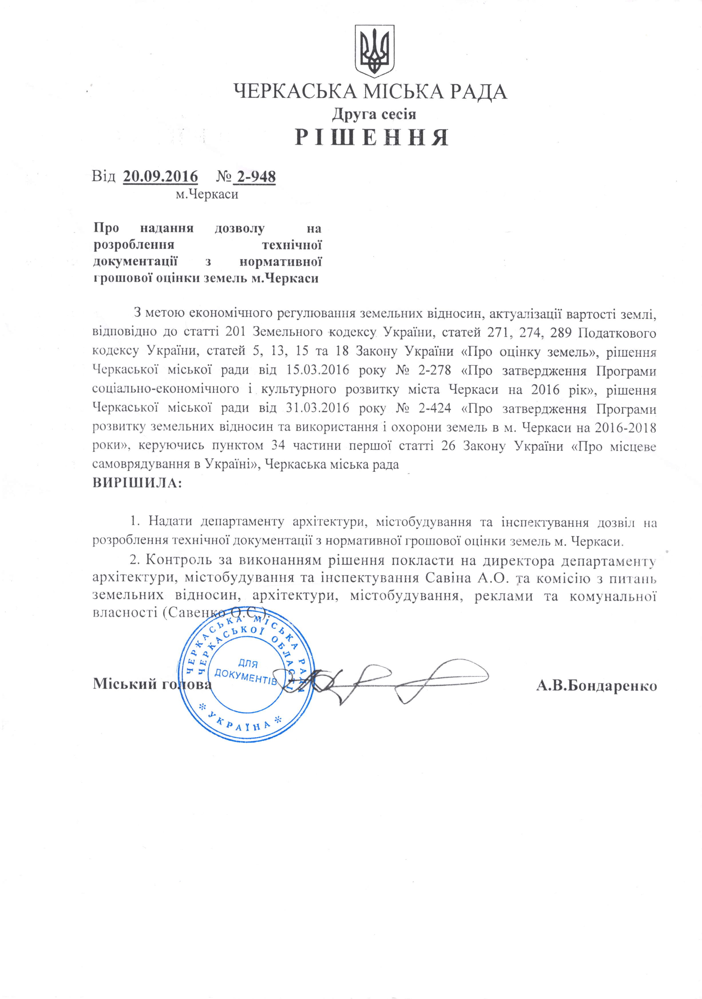 ЧЕРКАСЬКА МІСЬКА РАДА
Друга сесія
Р І Ш Е Н Н Я
Від 20.09.2016 № 2-948
м.Черкаси
Про надання дозволу на
розроблення технічної
документації з нормативної
грошової оцінки земель м.Черкаси
З метою економічного регулювання земельних відносин, актуалізації вартості землі,
відповідно до статті 201 Земельного кодексу України, статей 271, 274, 289 Податкового
кодексу України, статей 5, 13, 15 та 18 Закону України «Про оцінку земель», рішення
Черкаської міської ради від 15.03.2016 року № 2-278 «Про затвердження Програми
соціально-економічного і культурного розвитку міста Черкаси на 2016 рік», рішення
Черкаської міської ради від 31.03.2016 року № 2-424 «Про затвердження Програми
розвитку земельних відносин та використання і охорони земель в м. Черкаси на 2016-2018
роки», керуючись пунктом 34 частини першої статті 26 Закону України «Про місцеве
самоврядування в Україні», Черкаська міська рада
ВИРІШИЛА:
1. Надати департаменту архітектури, містобудування та інспектування дозвіл на
розроблення технічної документації з нормативної грошової оцінки земель м. Черкаси.
2. Контроль за виконанням рішення покласти на директора департаменту
архітектури, містобудування та інспектування Савіна А.О. та комісію з питань
земельних відносин, архітектури, містобудування, реклами та комунальної
власності (Савенко О.С.).
ЧЕРКАСЬКА МІСЬКА РАДА
ЧЕРКАСЬКОЇ ОБЛАСТІ
ДЛЯ
ДОКУМЕНТІВ
* УКРАЇНА *
Міський голова А.В.Бондаренко